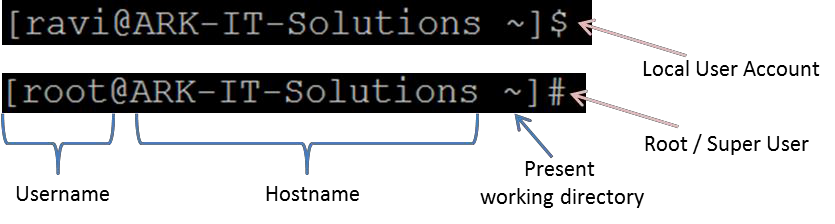 [ravi@ARK-IT-Solutions ~]$
Local User Account
[root@ARK-IT-Solutions ~]#
Root / Super User
Username
Hostname
Present
working directory